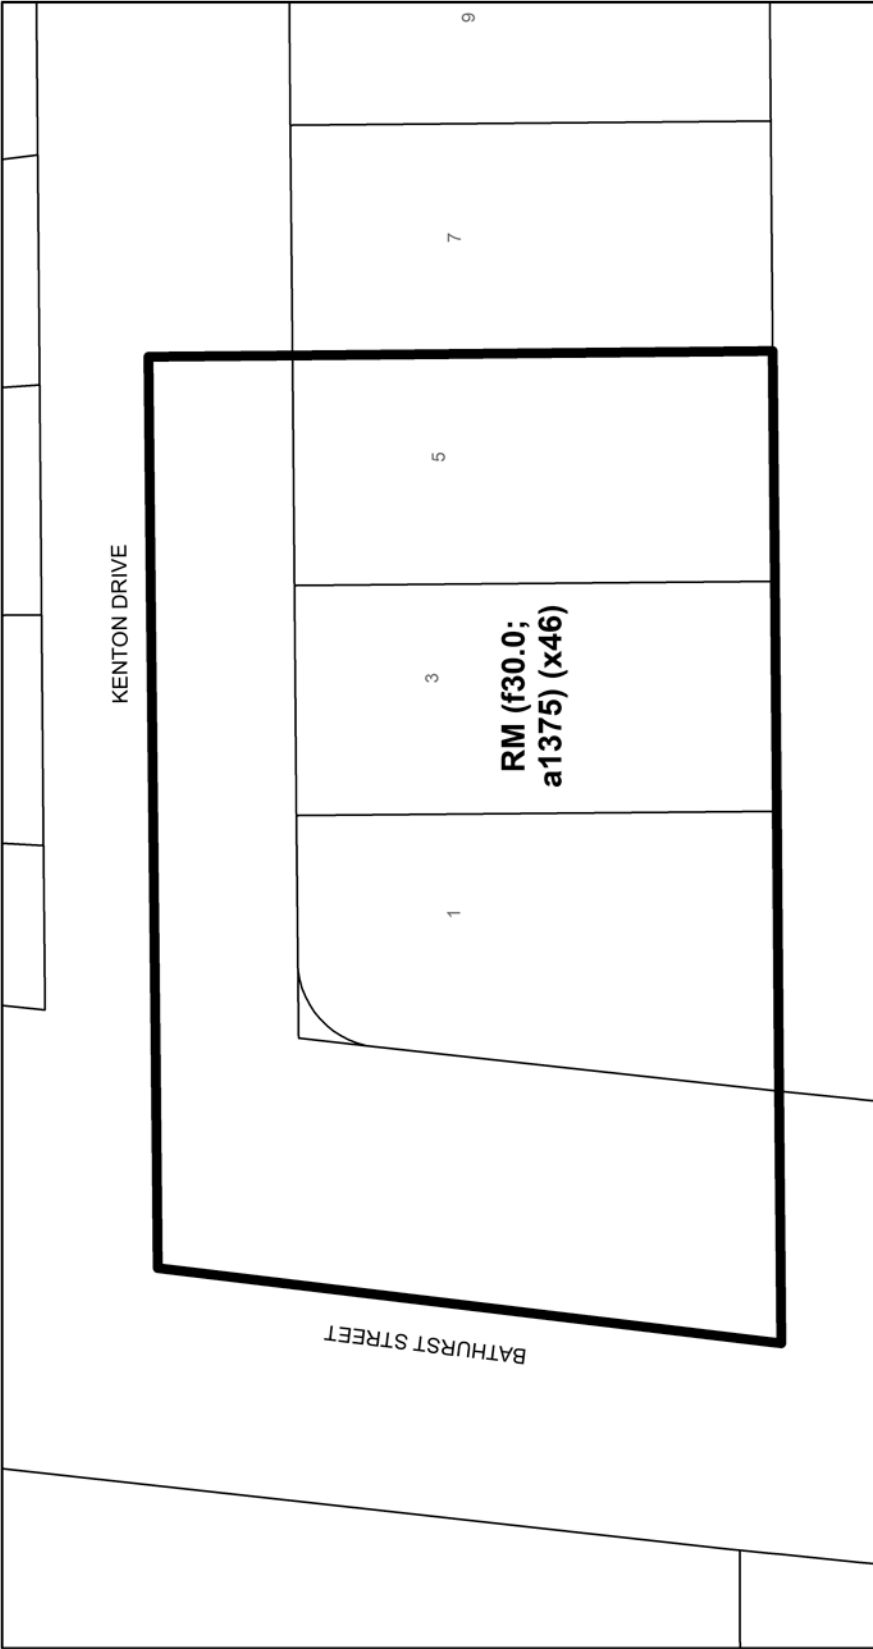 KENTON DRIVE
9
7
5
3
1
RM (f30.0;
a1375) (x46)
BATHURST STREET